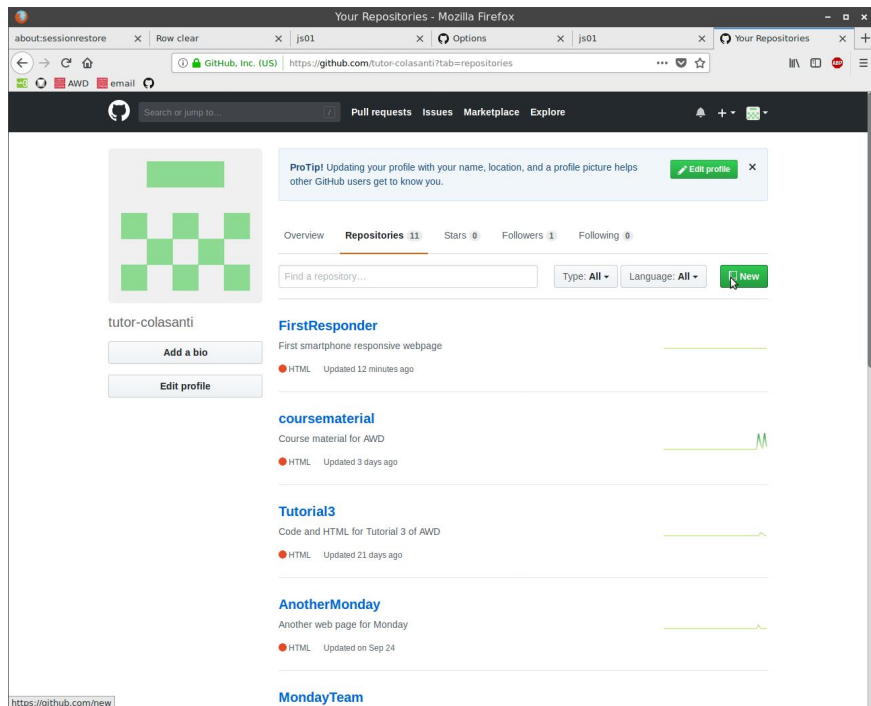 Your Repositories - Mozilla Firefox
about:sessionrestore × Row clear × js01 × Options × js01 × Your Repositories × +
GitHub, Inc. (US) https://github.com/tutor-colasanti?tab=repositories
AWD email
Search or jump to... / Pull requests Issues Marketplace Explore
ProTip! Updating your profile with your name, location, and a profile picture helps
other GitHub users get to know you.
Edit profile ×
Overview Repositories 11 Stars 0 Followers 1 Following 0
Find a repository… Type: All Language: All New
tutor-colasanti
Add a bio
Edit profile
FirstResponder
First smartphone responsive webpage
HTML Updated 12 minutes ago
coursematerial
Course material for AWD
HTML Updated 3 days ago
Tutorial3
Code and HTML for Tutorial 3 of AWD
HTML Updated 21 days ago
AnotherMonday
Another web page for Monday
HTML Updated on Sep 24
MondayTeam
https://github.com/new